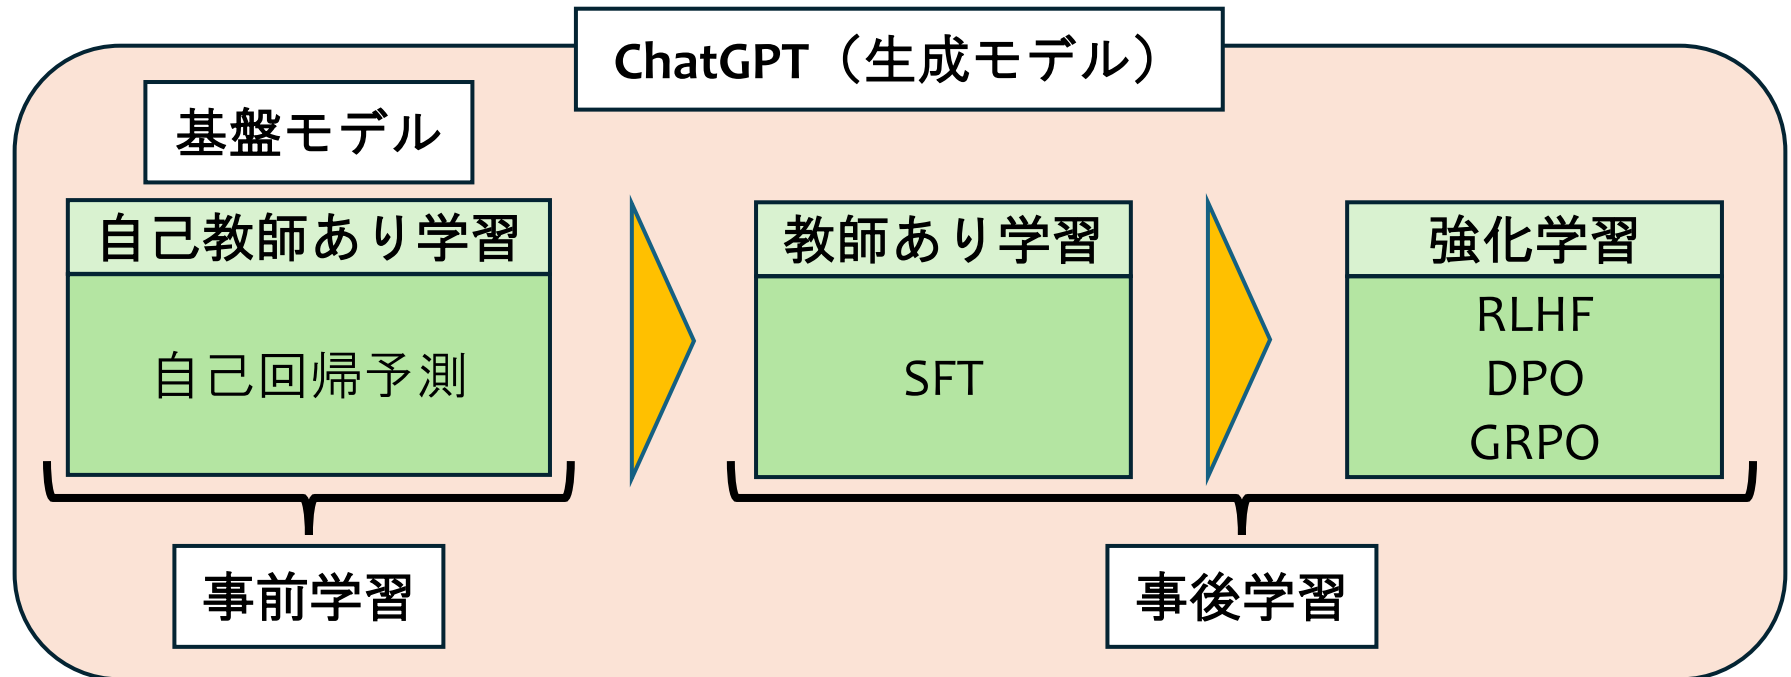 ChatGPT（生成モデル）
基盤モデル
自己教師あり学習
自己回帰予測
教師あり学習
SFT
強化学習
RLHF
DPO
GRPO
事前学習
事後学習